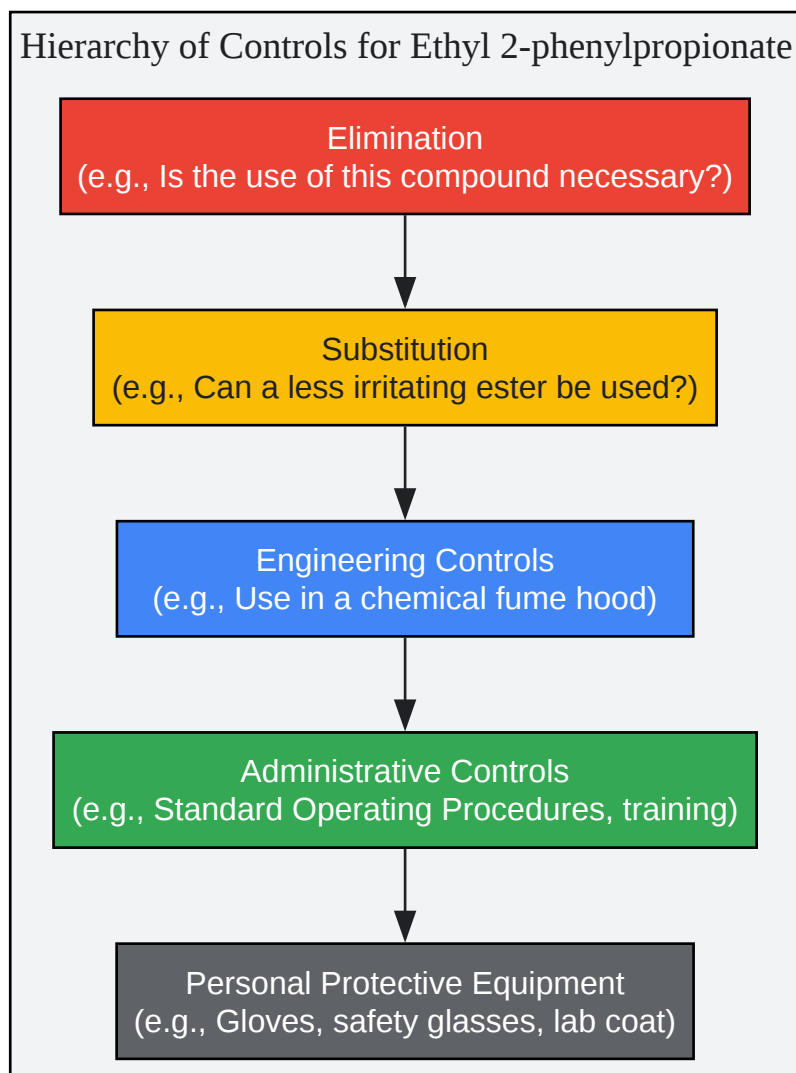 Hierarchy of Controls for Ethyl 2-phenylpropionate
Elimination
(e.g., Is the use of this compound necessary?)
Substitution
(e.g., Can a less irritating ester be used?)
Engineering Controls
(e.g., Use in a chemical fume hood)
Administrative Controls
(e.g., Standard Operating Procedures, training)
Personal Protective Equipment
(e.g., Gloves, safety glasses, lab coat)